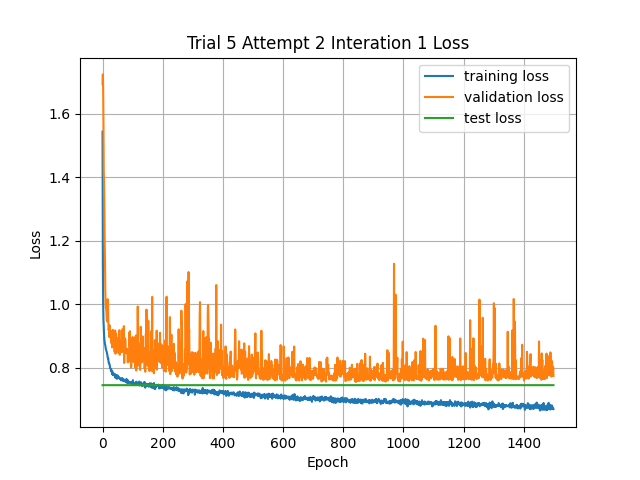 Trial 5 Attempt 2 Interation 1 Loss
training loss
validation loss
test loss
1.6
1.4
1.2
1.0
0.8
Loss
0 200 400 600 800 1000 1200 1400
Epoch